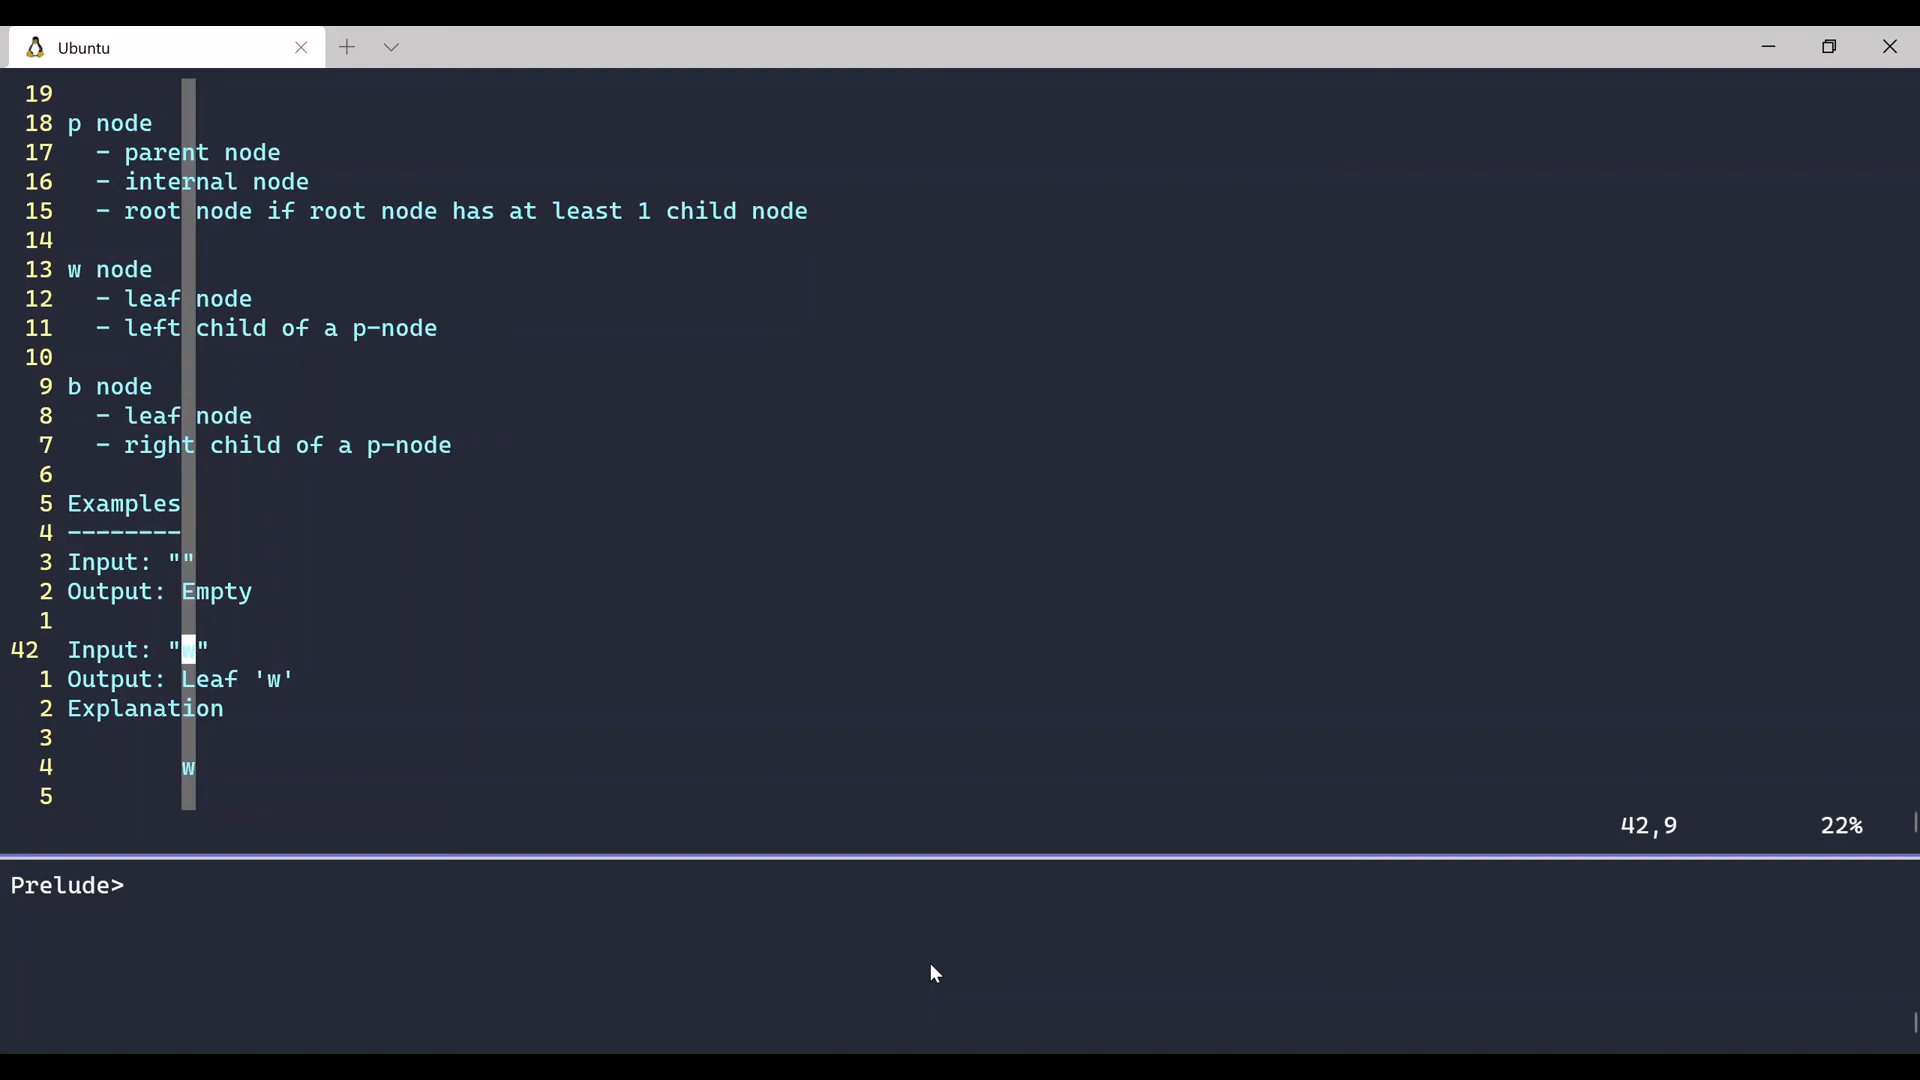 Ubuntu
19
18 p node
17   - parent node
16   - internal node
15   - root node if root node has at least 1 child node
14
13 w node
12   - leaf node
11   - left child of a p-node
10
9 b node
8   - leaf node
7   - right child of a p-node
6
5 Examples
4 --------
3 Input: ""
2 Output: Empty
1
42 Input: "w"
1 Output: Leaf 'w'
2 Explanation
3
4         w
5
42,9 22%
Prelude>